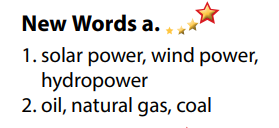 New Words a.
1. solar power, wind power,
hydropower
2. oil, natural gas, coal